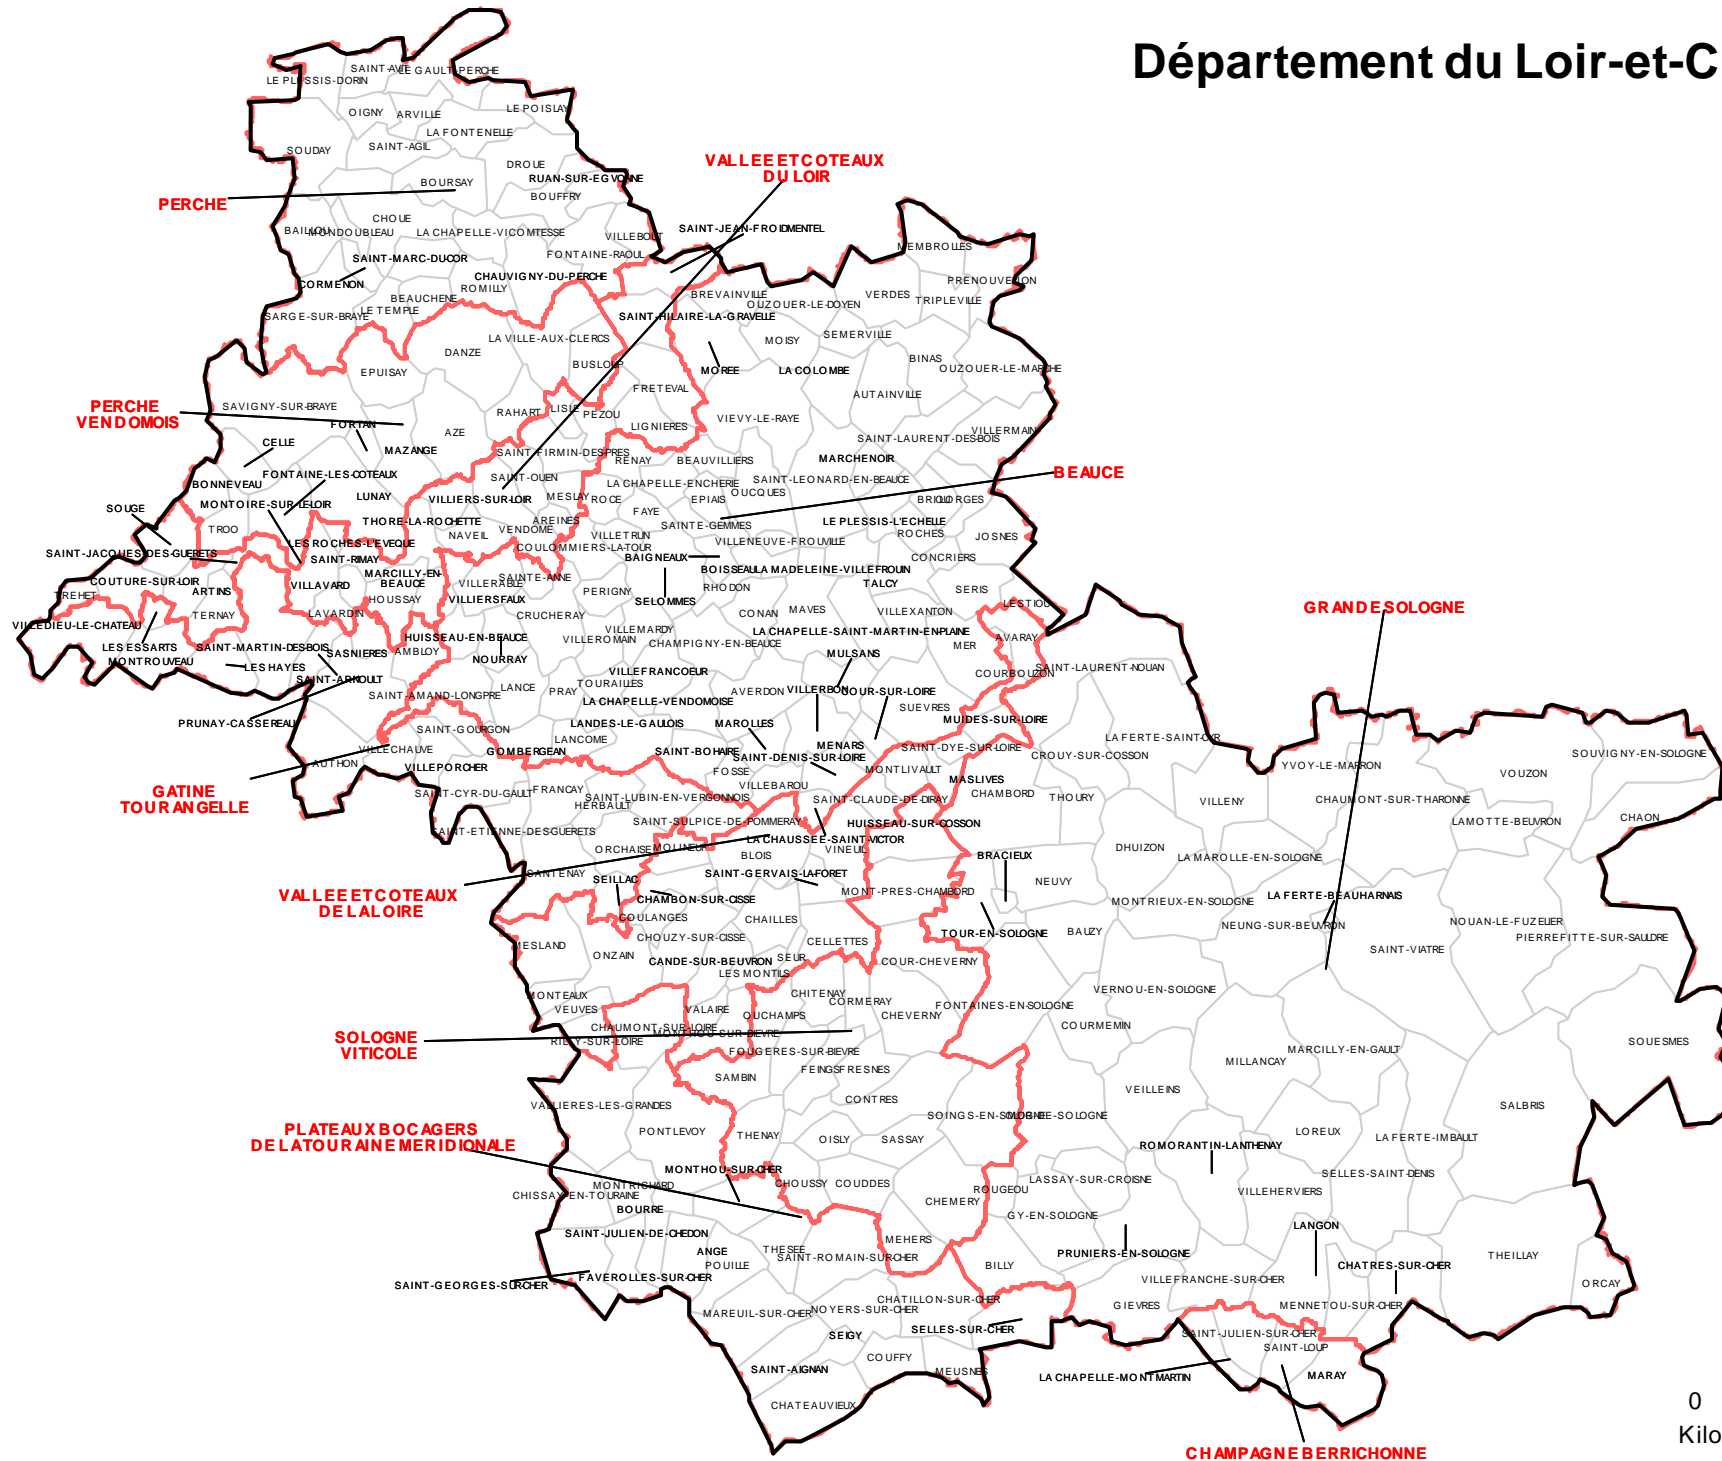 Département du Loir-et-C
SAINT-AVIT
LE GAULT-PERCHE
LE PLESSIS-DORIN
OIGNY
ARVILLE
LE POISLAY
LA FONTENELLE
SOUDAY
SAINT-AGIL
DROUE
VALLEE ET COTEAUX
DU LOIR
BOURSAY
RUAN-SUR-EGVONNE
BOUFFRY
PERCHE
CHOUE
BAILLOU
MONDOUBLEAU
LA CHAPELLE-VICOMTESSE
VILLEBOUT
SAINT-JEAN-FROIDMENTEL
MEMBROLLES
SAINT-MARC-DU-COR
FONTAINE-RAOUL
CORMENON
CHAUVIGNY-DU-PERCHE
ROMILLY
PRENOUVELLON
BEAUCHENE
BREVAINVILLE
OUZOUER-LE-DOYEN
VERDES
TRIPLEVILLE
SARGE-SUR-BRAYE
LE TEMPLE
SAINT-HILAIRE-LA-GRAVELLE
LA VILLE-AUX-CLERCS
MOISY
SEMERVILLE
DANZE
BUSLOUP
BINAS
EPUISAY
MOREE
LA COLOMBE
OUZOUER-LE-MARCHE
FRETEVAL
AUTAINVILLE
PERCHE
VENDOMOIS
SAVIGNY-SUR-BRAYE
RAHART
LISLE
PEZOU
VIEVY-LE-RAYE
FORTAN
LIGNIERES
AZE
VILLERMAIN
CELLE
MAZANGE
SAINT-FIRMIN-DES-PRES
SAINT-LAURENT-DES-BOIS
RENAY
BEAUVILLIERS
MARCHENOIR
BEAUCE
FONTAINE-LES-COTEAUX
SAINT-OUEN
LA CHAPELLE-ENCHERIE
SAINT-LEONARD-EN-BEAUCE
BONNEVEAU
LUNAY
VILLIERS-SUR-LOIR
MESLAY
ROCE
EPIAIS
OUCQUES
BRIOU
LORGES
MONTOIRE-SUR-LE-LOIR
SOUGE
FAYE
TROO
THORE-LA-ROCHETTE
AREINES
SAINTE-GEMMES
LE PLESSIS-L'ECHELLE
NAVEIL
VENDOME
VILLETRUN
ROCHES
JOSNES
LES ROCHES-L'EVEQUE
COULOMMIERS-LA-TOUR
VILLENEUVE-FROUVILLE
SAINT-JACQUES-DES-GUERETS
SAINT-RIMAY
BAIGNEAUX
CONCRIERS
MARCILLY-EN-
BEAUCE
BOISSEAU
LA MADELEINE-VILLEFROUIN
COUTURE-SUR-LOIR
VILLAVARD
VILLERABLE
SAINTE-ANNE
TALCY
TREHET
ARTINS
HOUSSAY
VILLIERSFAUX
PERIGNY
RHODON
SERIS
SELOMMES
LESTIOU
GRANDE SOLOGNE
TERNAY
LAVARDIN
CRUCHERAY
CONAN
MAVES
VILLEXANTON
VILLEDIEU-LE-CHATEAU
VILLEMARDY
LA CHAPELLE-SAINT-MARTIN-EN-PLAINE
HUISSEAU-EN-BEAUCE
VILLEROMAIN
CHAMPIGNY-EN-BEAUCE
AVARAY
MER
LES ESSARTS
SAINT-MARTIN-DES-BOIS
SASNIERES
AMBLOY
NOURRAY
MULSANS
MONTROUVEAU
LES HAYES
SAINT-LAURENT-NOUAN
SAINT-ARNOULT
VILLEFRANCOEUR
COURBOUZON
TOURAILLES
SAINT-AMAND-LONGPRE
LANCE
PRAY
AVERDON
VILLERBON
COUR-SUR-LOIRE
LA CHAPELLE-VENDOMOISE
SUEVRES
PRUNAY-CASSEREAU
SAINT-GOURGON
LANDES-LE-GAULOIS
MAROLLES
MUIDES-SUR-LOIRE
LANCOME
LA FERTE-SAINT-CYR
VILLECHAUVE
GOMBERGEAN
SAINT-BOHAIRE
MENARS
SAINT-DYE-SUR-LOIRE
CROUY-SUR-COSSON
SOUVIGNY-EN-SOLOGNE
AUTHON
VILLEPORCHER
SAINT-DENIS-SUR-LOIRE
YVOY-LE-MARRON
FOSSE
MONTLIVAULT
VOUZON
MASLIVES
GATINE
TOURANGELLE
SAINT-CYR-DU-GAULT
FRANCAY
VILLEBAROU
CHAMBORD
THOURY
VILLENY
CHAUMONT-SUR-THARONNE
SAINT-LUBIN-EN-VERGONNOIS
HERBAULT
SAINT-CLAUDE-DE-DIRAY
CHAON
SAINT-SULPICE-DE-POMMERAY
HUISSEAU-SUR-COSSON
LAMOTTE-BEUVRON
SAINT-ETIENNE-DES-GUERETS
LA CHAUSSEE-SAINT-VICTOR
ORCHAISE
MOLINEUF
VINEUIL
DHUIZON
BLOIS
BRACIEUX
LA MAROLLE-EN-SOLOGNE
SANTENAY
SEILLAC
SAINT-GERVAIS-LA-FORET
NEUVY
VALLEE ET COTEAUX
DE LA LOIRE
CHAMBON-SUR-CISSE
MONT-PRES-CHAMBORD
MONTRIEUX-EN-SOLOGNE
LA FERTE-BEAUHARNAIS
COULANGES
CHAILLES
NEUNG-SUR-BEUVRON
NOUAN-LE-FUZELIER
MESLAND
CHOUZY-SUR-CISSE
CELLETTES
TOUR-EN-SOLOGNE
BAUZY
PIERREFITTE-SUR-SAULDRE
ONZAIN
CANDE-SUR-BEUVRON
SEUR
COUR-CHEVERNY
SAINT-VIATRE
LES MONTILS
MONTEAUX
CHITENAY
VERNOU-EN-SOLOGNE
VEUVES
VALAIRE
OUCHAMPS
CORMERAY
CHEVERNY
FONTAINES-EN-SOLOGNE
CHAUMONT-SUR-LOIRE
MONTHOU-SUR-BIEVRE
COURMEMIN
SOLOGNE
VITICOLE
RILLY-SUR-LOIRE
FOUGERES-SUR-BIEVRE
MARCILLY-EN-GAULT
SOUESMES
MILLANCAY
FEINGS
FRESNES
SAMBIN
VEILLEINS
VALLIERES-LES-GRANDES
CONTRES
SALBRIS
SOINGS-EN-SOLOGNE
MUR-DE-SOLOGNE
PLATEAUX BOCAGERS
DE LA TOURAINE MERIDIONALE
PONTLEVOY
THENAY
OISLY
SASSAY
LOREUX
LA FERTE-IMBAULT
ROMORANTIN-LANTHENAY
MONTHOU-SUR-CHER
SELLES-SAINT-DENIS
MONTRICHARD
CHOUSSY
COUDDES
ROUGEOU
LASSAY-SUR-CROISNE
CHISSAY-EN-TOURAINE
CHEMERY
VILLEHERVIERS
BOURRE
GY-EN-SOLOGNE
SAINT-JULIEN-DE-CHEDON
LANGON
ANGE
THESEE
MEHERS
PRUNIERS-EN-SOLOGNE
THEILLAY
POUILLE
SAINT-ROMAIN-SUR-CHER
BILLY
CHATRES-SUR-CHER
SAINT-GEORGES-SUR-CHER
FAVEROLLES-SUR-CHER
VILLEFRANCHE-SUR-CHER
ORCAY
CHATILLON-SUR-CHER
MAREUIL-SUR-CHER
NOYERS-SUR-CHER
GIEVRES
MENNETOU-SUR-CHER
SEIGY
SELLES-SUR-CHER
SAINT-JULIEN-SUR-CHER
SAINT-LOUP
COUFFY
SAINT-AIGNAN
MEUSNES
LA CHAPELLE-MONTMARTIN
MARAY
CHATEAUVIEUX
0
Kilo
CHAMPAGNE BERRICHONNE